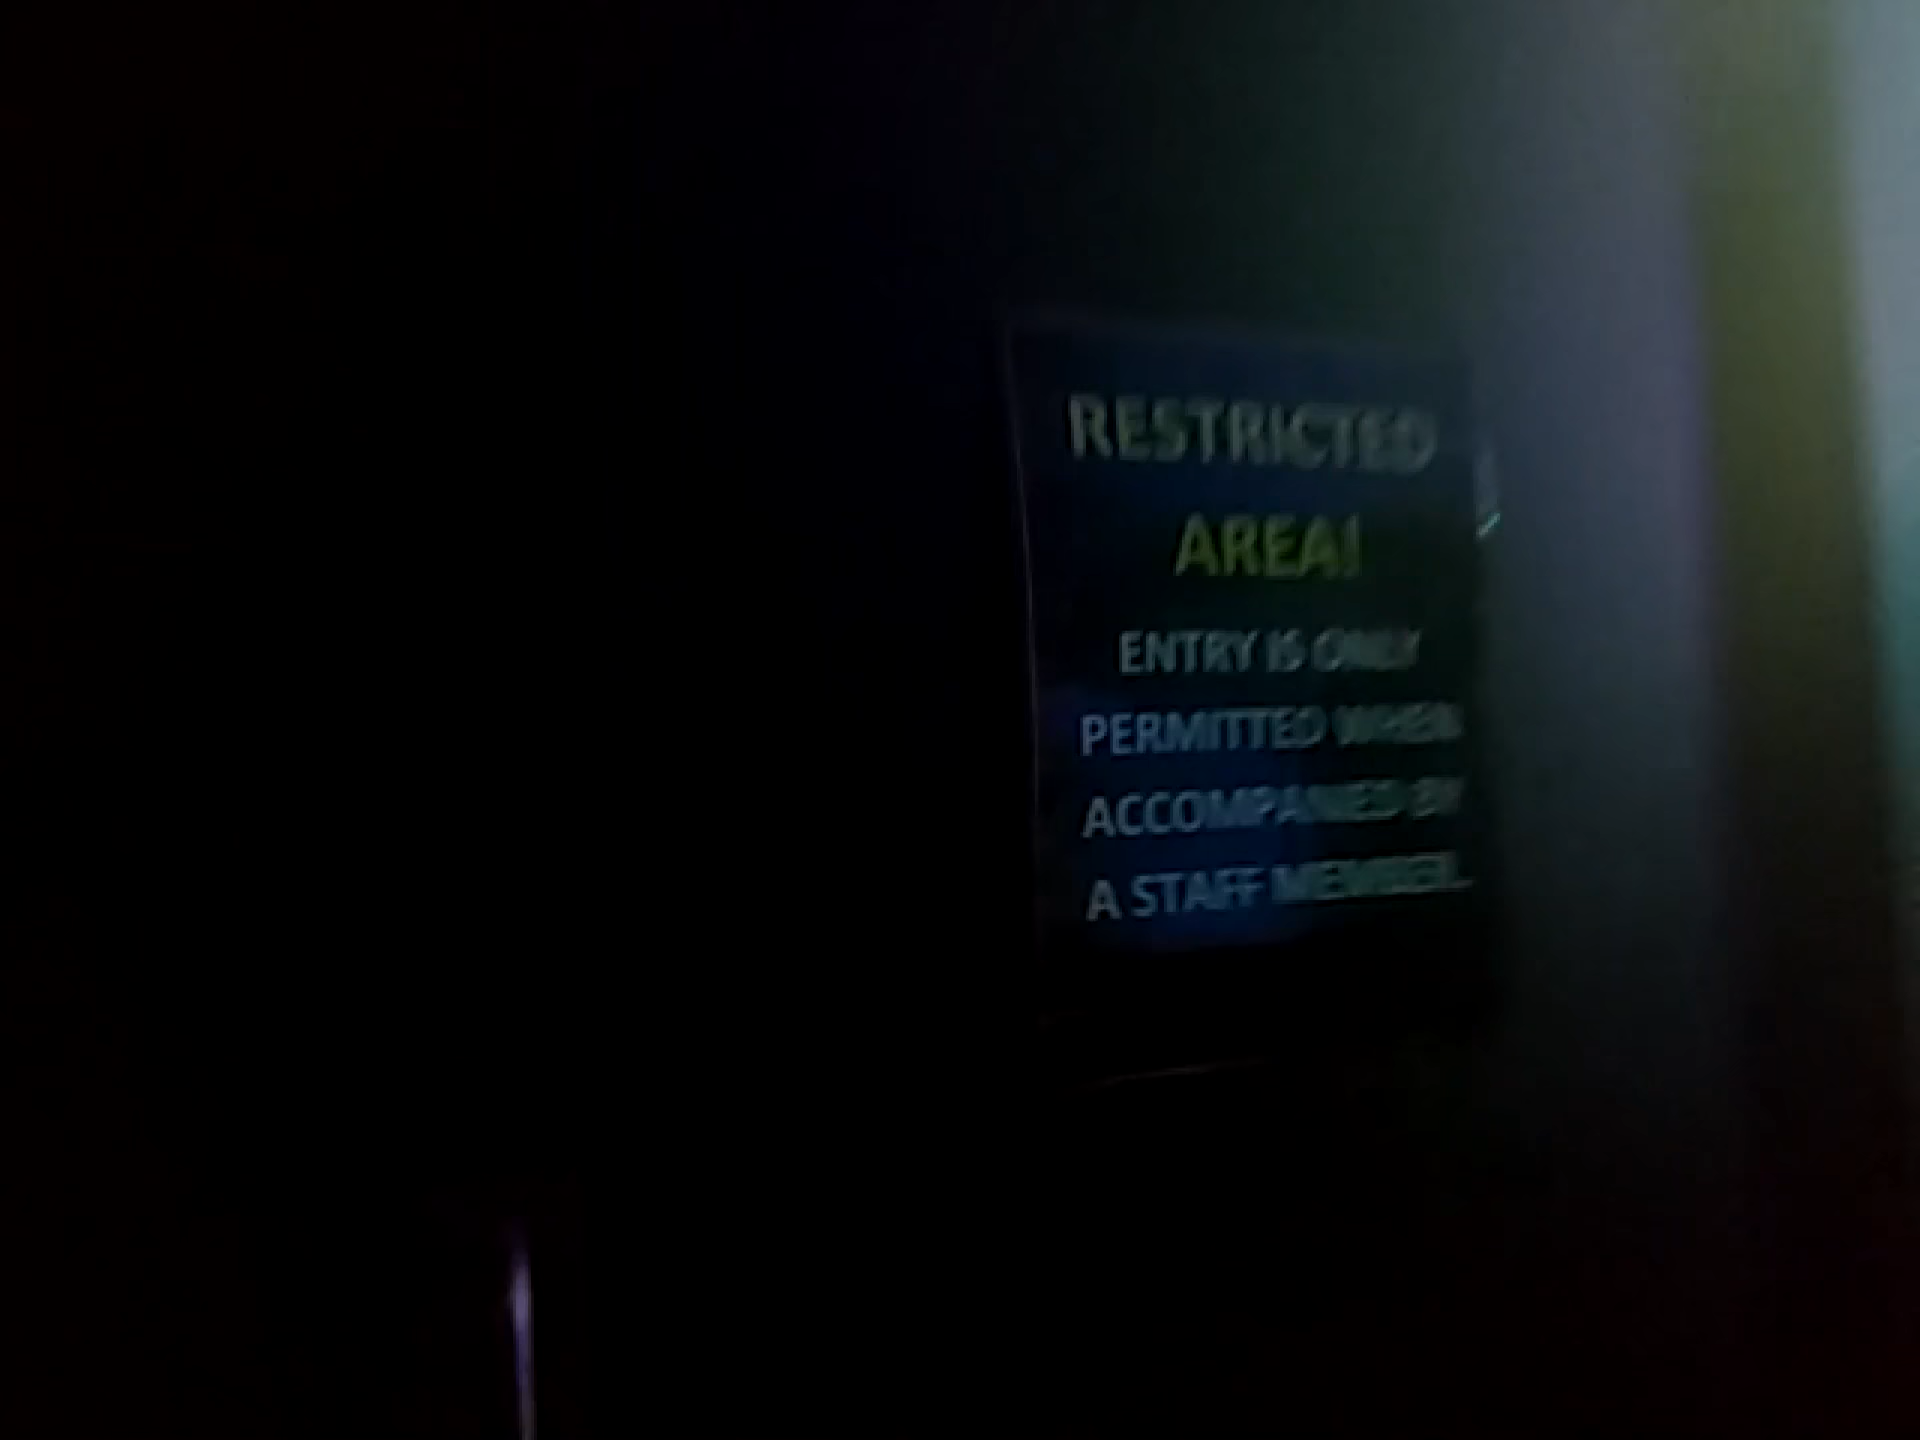 RESTRICTED
AREA!
ENTRY IS ONLY
PERMITTED WHEN
ACCOMPANIED BY
A STAFF MEMBER.